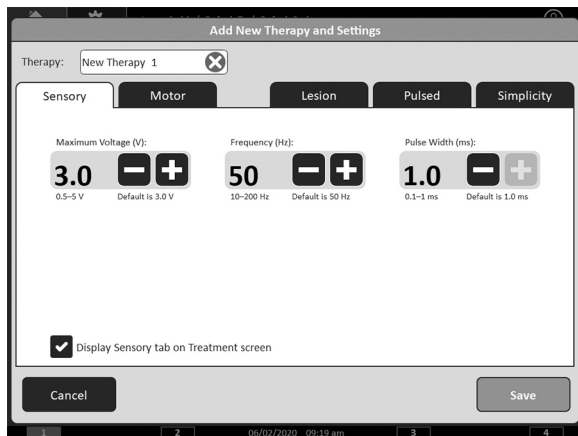 Add New Therapy and Settings
Therapy: New Therapy 1
Sensory Motor Lesion Pulsed Simplicity
Maximum Voltage (V): Frequency (Hz): Pulse Width (ms):
3.0 50 1.0
0.5–5 V Default is 3.0 V 10–200 Hz Default is 50 Hz 0.1–1 ms Default is 1.0 ms
Display Sensory tab on Treatment screen
Cancel Save
1 2 06/02/2020 09:19 am 3 4